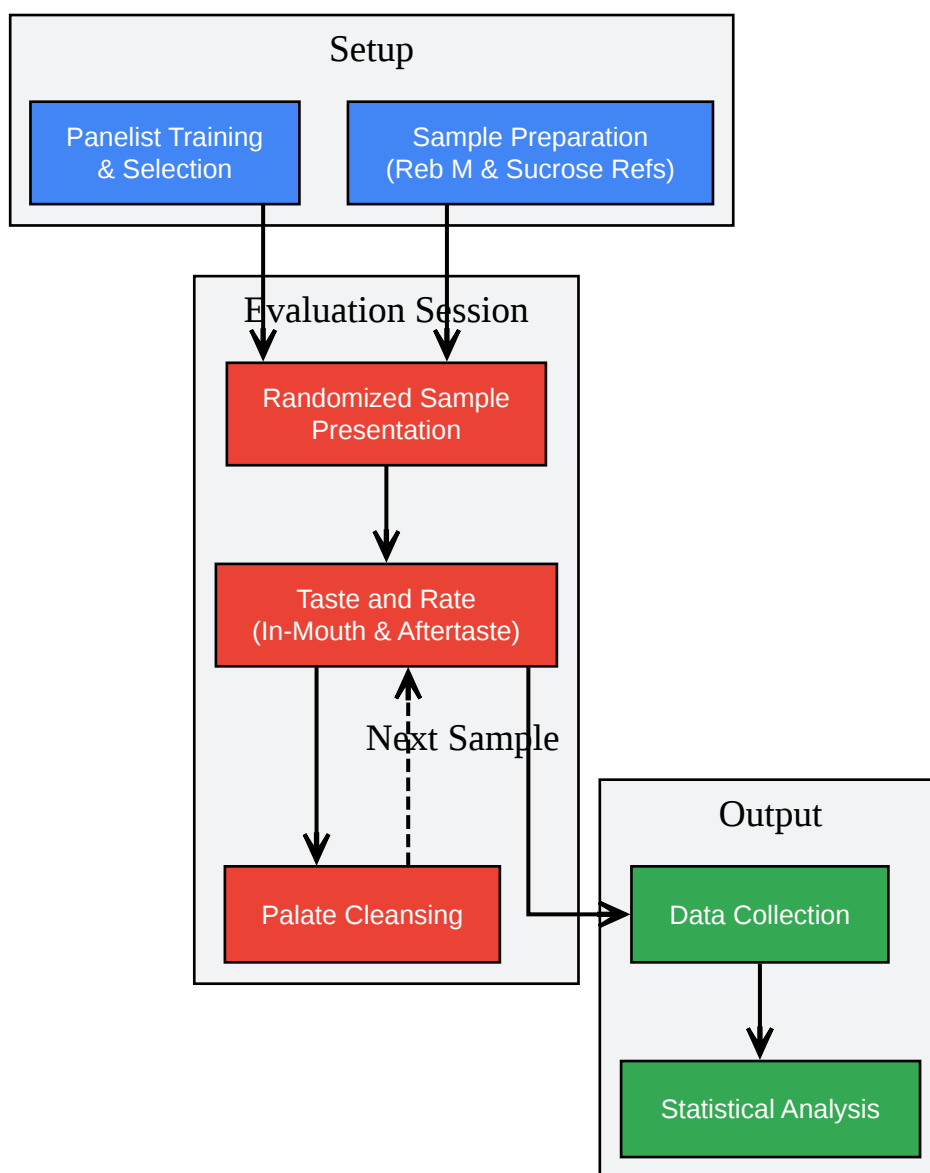 Setup
Panelist Training
& Selection
Sample Preparation
(Reb M & Sucrose Refs)
Evaluation Session
Randomized Sample
Presentation
Taste and Rate
(In-Mouth & Aftertaste)
Next Sample
Palate Cleansing
Output
Data Collection
Statistical Analysis